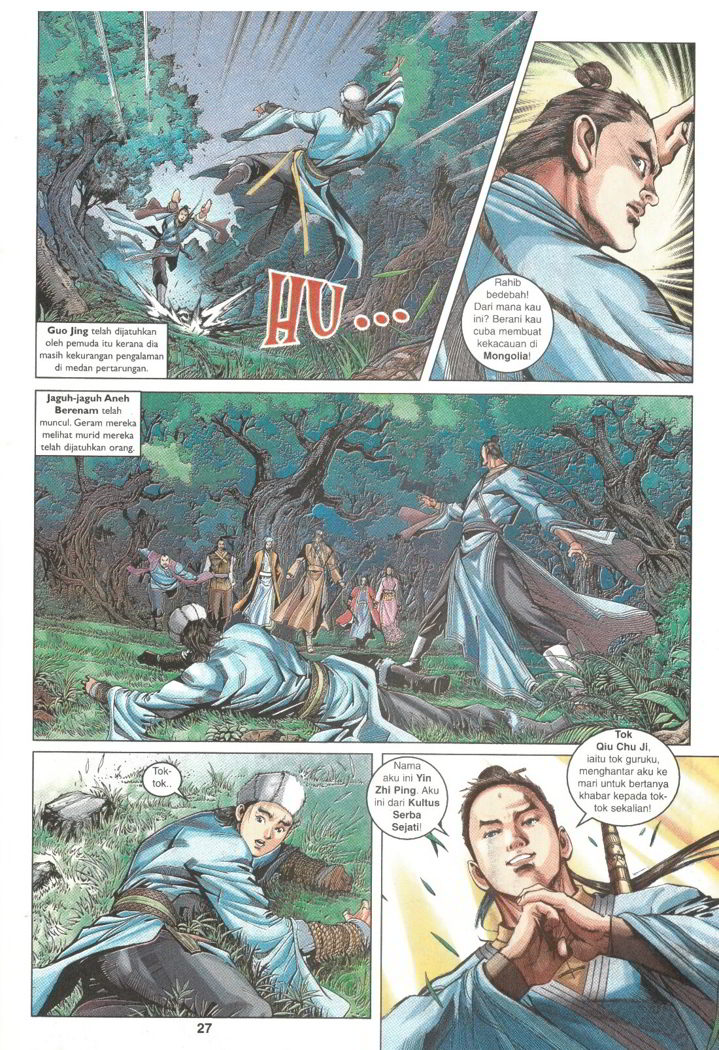 HU...
Guo Jing telah dijatuhkan
oleh pemuda itu kerana dia
masih kekurangan pengalaman
di medan pertarungan.
Rahib
bedebah!
Dari mana kau
ini? Berani kau
cuba membuat
kekacauan di
Mongolia!
Jaguh-jaguh Aneh
Berenam telah
muncul. Geram mereka
melihat murid mereka
telah dijatuhkan orang.
Tok-
tok..
Nama
aku ini Yin
Zhi Ping. Aku
ini dari Kultus
Serba
Sejati!
Tok
Qiu Chu Ji,
iaitu tok guruku,
menghantar aku ke
mari untuk bertanya
khabar kepada tok-
tok sekalian!
27